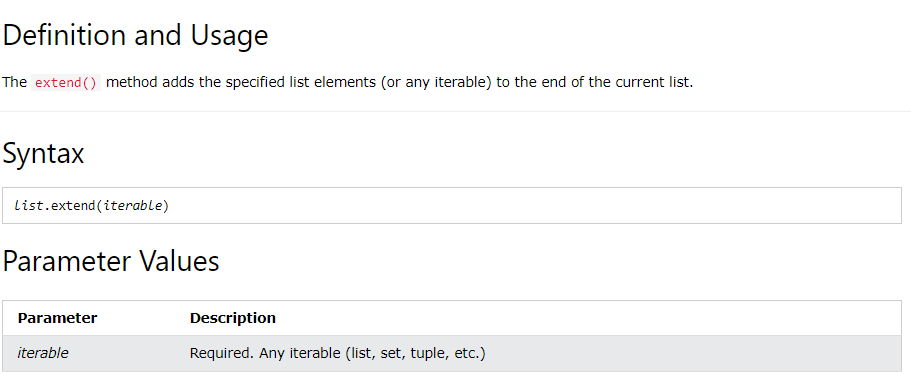 Definition and Usage
The extend() method adds the specified list elements (or any iterable) to the end of the current list.
Syntax
list.extend(iterable)
Parameter Values
Parameter Description
iterable Required. Any iterable (list, set, tuple, etc.)